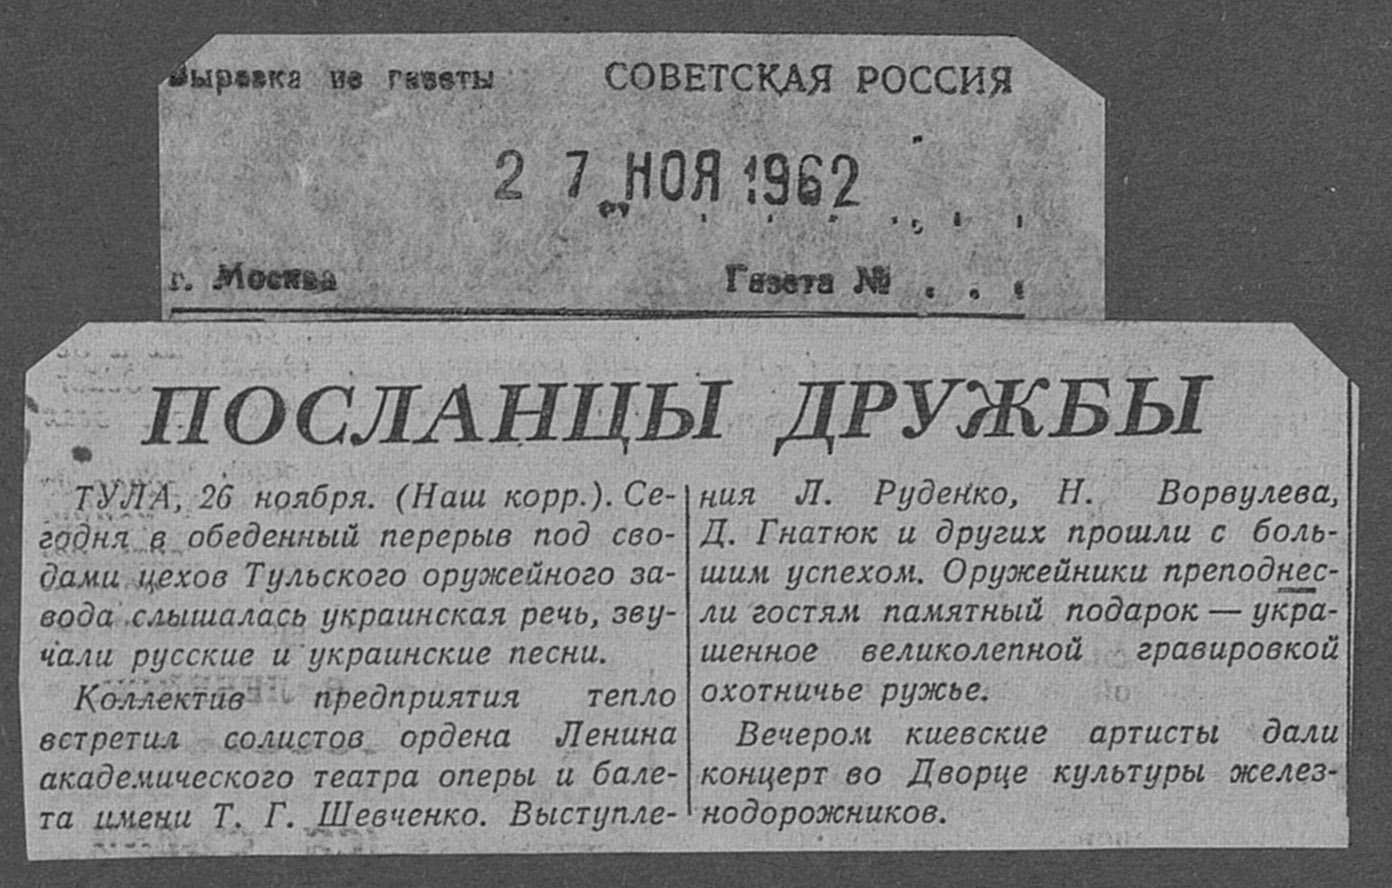 Вырезка из газеты СОВЕТСКАЯ РОССИЯ
27 НОЯ 1962
г. Москва Газета № . . .
ПОСЛАНЦЫ ДРУЖБЫ
ТУЛА, 26 ноября. (Наш корр.). Се-
годня в обеденный перерыв под сво-
дами цехов Тульского оружейного за-
вода слышалась украинская речь, зву-
чали русские и украинские песни.
Коллектив предприятия тепло
встретил солистов ордена Ленина
академического театра оперы и бале-
та имени Т. Г. Шевченко. Выступле-
ния Л. Руденко, Н. Ворвулева,
Д. Гнатюк и других прошли с боль-
шим успехом. Оружейники преподнес-
ли гостям памятный подарок — укра-
шенное великолепной гравировкой
охотничье ружье.
Вечером киевские артисты дали
концерт во Дворце культуры желез-
нодорожников.